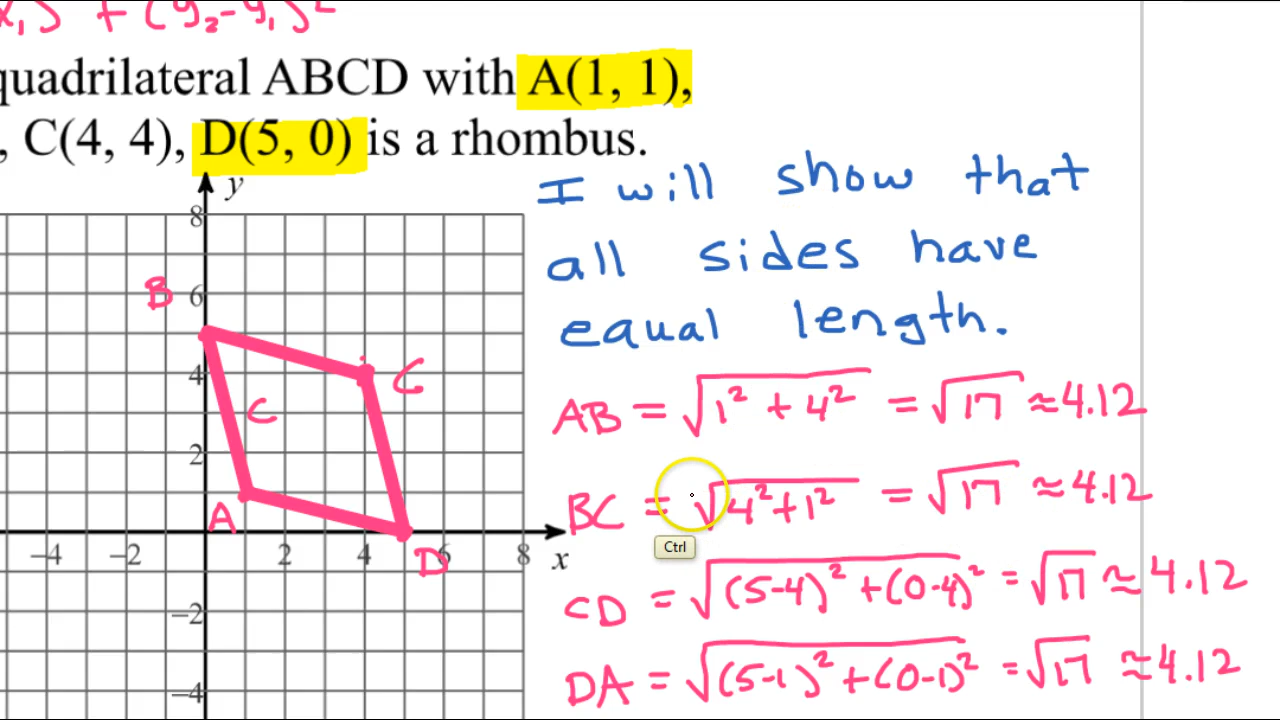 x₁) + (y₂-y₁)²
quadrilateral ABCD with A(1, 1),
, C(4, 4), D(5, 0) is a rhombus.
I will show that
all sides have
equal length.
y
8
6
4
2
-2
-4
-4 -2 2 4 6 8 x
B
C
C
A
D
AB = √(1² + 4²) = √17 ≈ 4.12
BC = √(4² + 1²) = √17 ≈ 4.12
Ctrl
CD = √((5-4)² + (0-4)²) = √17 ≈ 4.12
DA = √((5-1)² + (0-1)²) = √17 ≈ 4.12